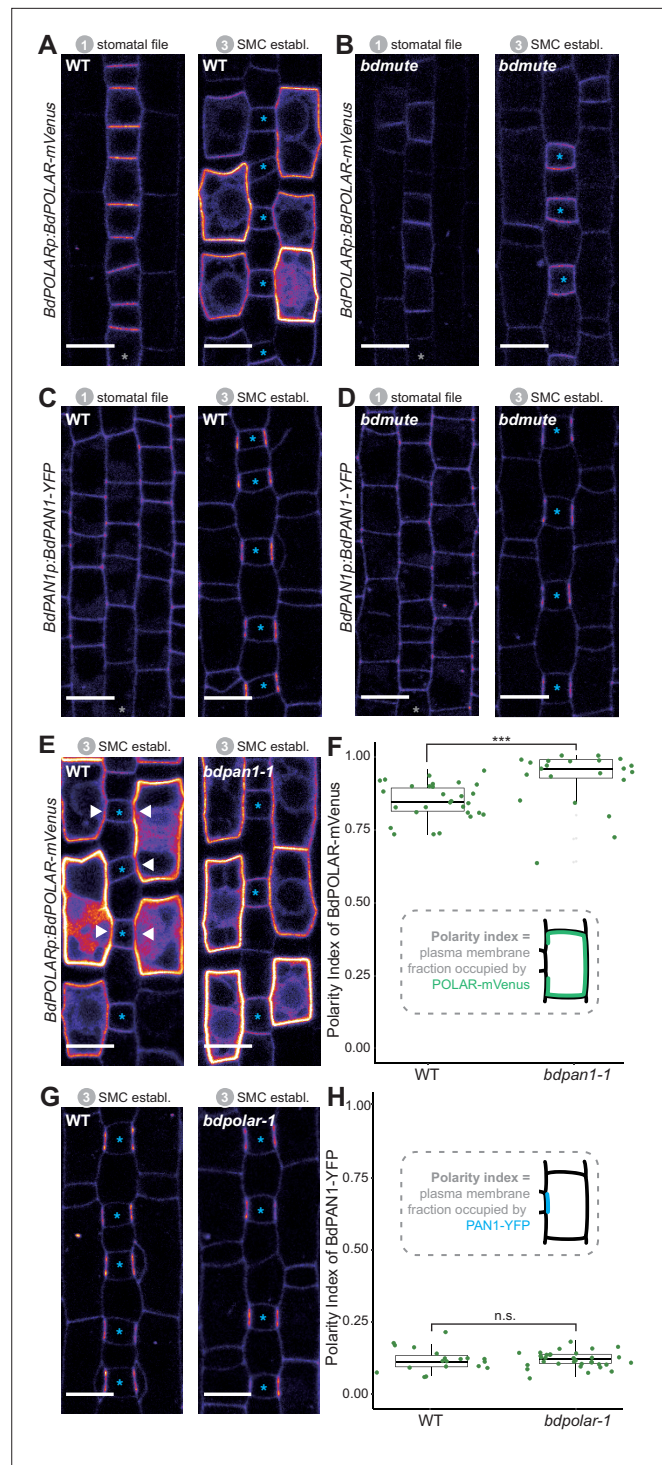 A
1 stomatal file
WT
3 SMC establ.
WT
BdPOLARp:BdPOLAR-mVenus
*
*
*
*
*
*
B
1 stomatal file
bdmute
3 SMC establ.
bdmute
BdPOLARp:BdPOLAR-mVenus
*
*
*
*
C
1 stomatal file
WT
3 SMC establ.
WT
BdPAN1p:BdPAN1-YFP
*
*
*
*
*
*
D
1 stomatal file
bdmute
3 SMC establ.
bdmute
BdPAN1p:BdPAN1-YFP
*
*
*
*
*
E
3 SMC establ.
WT
3 SMC establ.
bdpan1-1
BdPOLARp:BdPOLAR-mVenus
*
*
*
*
*
*
*
*
F
Polarity Index of BdPOLAR-mVenus
1.00
0.75
0.50
0.25
0.00
***
Polarity index =
plasma membrane
fraction occupied by
POLAR-mVenus
WT
bdpan1-1
G
3 SMC establ.
WT
3 SMC establ.
bdpolar-1
*
*
*
*
*
*
*
*
*
H
Polarity Index of BdPAN1-YFP
1.00
0.75
0.50
0.25
0.00
Polarity index =
plasma membrane
fraction occupied by
PAN1-YFP
n.s.
WT
bdpolar-1